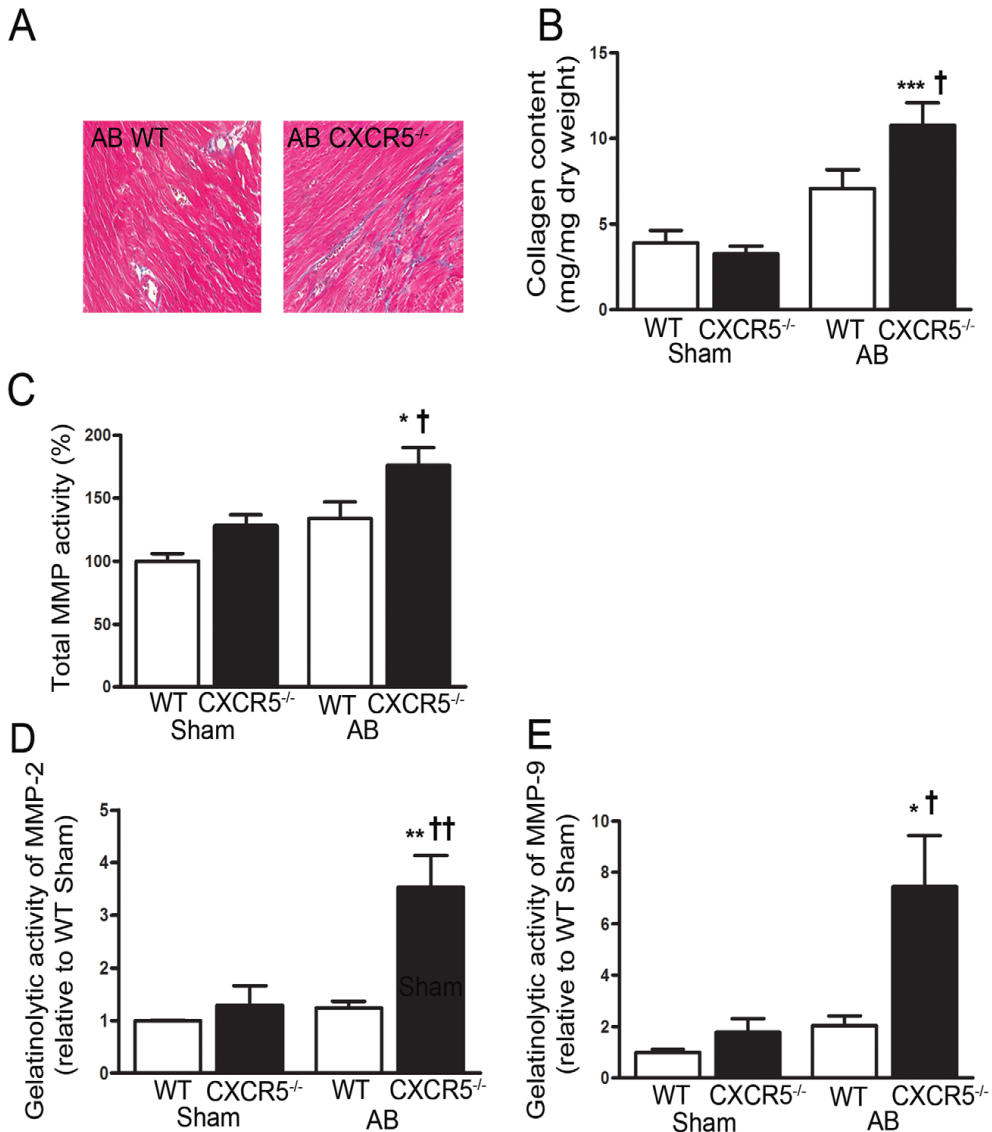 A
AB WT
AB CXCR5-/-
B
Collagen content
(mg/mg dry weight)
15
10
5
0
*** †
WT CXCR5-/- WT CXCR5-/-
Sham AB
C
Total MMP activity (%)
200
150
100
50
0
* †
WT CXCR5-/- WT CXCR5-/-
Sham AB
D
Gelatinolytic activity of MMP-2
(relative to WT Sham)
5
4
3
2
1
0
** ††
Sham
WT CXCR5-/- WT CXCR5-/-
Sham AB
E
Gelatinolytic activity of MMP-9
(relative to WT Sham)
10
8
6
4
2
0
* †
WT CXCR5-/- WT CXCR5-/-
Sham AB